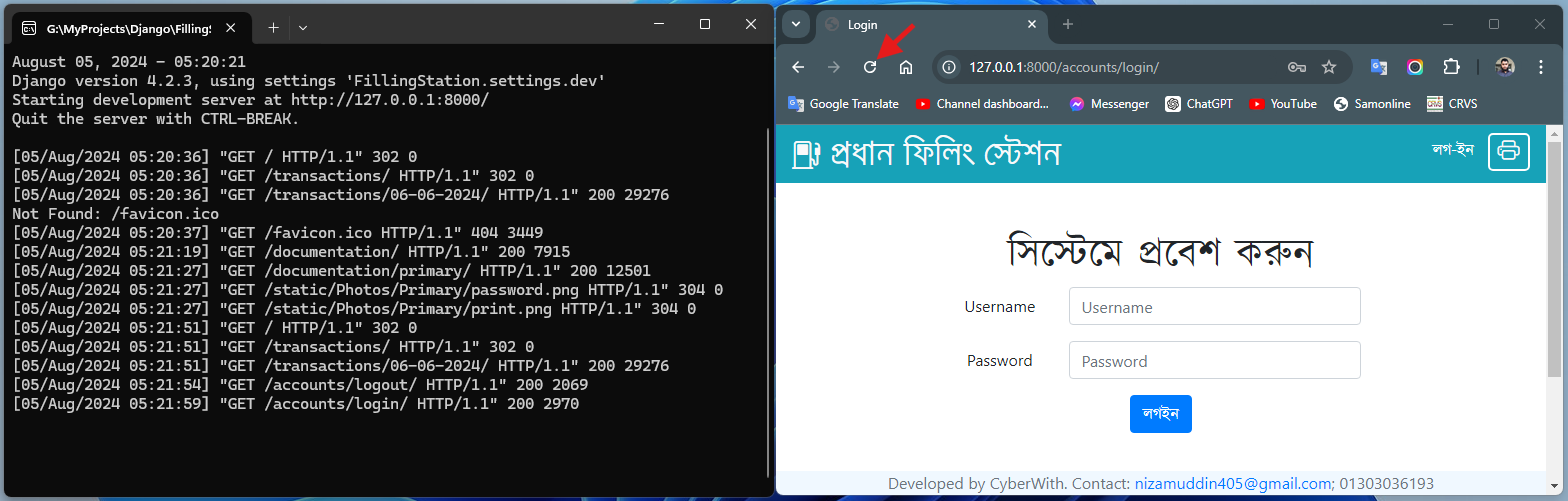 G:\MyProjects\Django\Filling$
August 05, 2024 - 05:20:21
Django version 4.2.3, using settings 'FillingStation.settings.dev'
Starting development server at http://127.0.0.1:8000/
Quit the server with CTRL-BREAK.
[05/Aug/2024 05:20:36] "GET / HTTP/1.1" 302 0
[05/Aug/2024 05:20:36] "GET /transactions/ HTTP/1.1" 302 0
[05/Aug/2024 05:20:36] "GET /transactions/06-06-2024/ HTTP/1.1" 200 29276
Not Found: /favicon.ico
[05/Aug/2024 05:20:37] "GET /favicon.ico HTTP/1.1" 404 3449
[05/Aug/2024 05:21:19] "GET /documentation/ HTTP/1.1" 200 7915
[05/Aug/2024 05:21:27] "GET /documentation/primary/ HTTP/1.1" 200 12501
[05/Aug/2024 05:21:27] "GET /static/Photos/Primary/password.png HTTP/1.1" 304 0
[05/Aug/2024 05:21:27] "GET /static/Photos/Primary/print.png HTTP/1.1" 304 0
[05/Aug/2024 05:21:51] "GET / HTTP/1.1" 302 0
[05/Aug/2024 05:21:51] "GET /transactions/ HTTP/1.1" 302 0
[05/Aug/2024 05:21:51] "GET /transactions/06-06-2024/ HTTP/1.1" 200 29276
[05/Aug/2024 05:21:54] "GET /accounts/logout/ HTTP/1.1" 200 2069
[05/Aug/2024 05:21:59] "GET /accounts/login/ HTTP/1.1" 200 2970
Login
127.0.0.1:8000/accounts/login/
Google Translate Channel dashboard... Messenger ChatGPT YouTube Samonline CRVS
প্রধান ফিলিং স্টেশন লগ-ইন
সিস্টেমে প্রবেশ করুন
Username Username
Password Password
লগইন
Developed by CyberWith. Contact: nizamuddin405@gmail.com; 01303036193